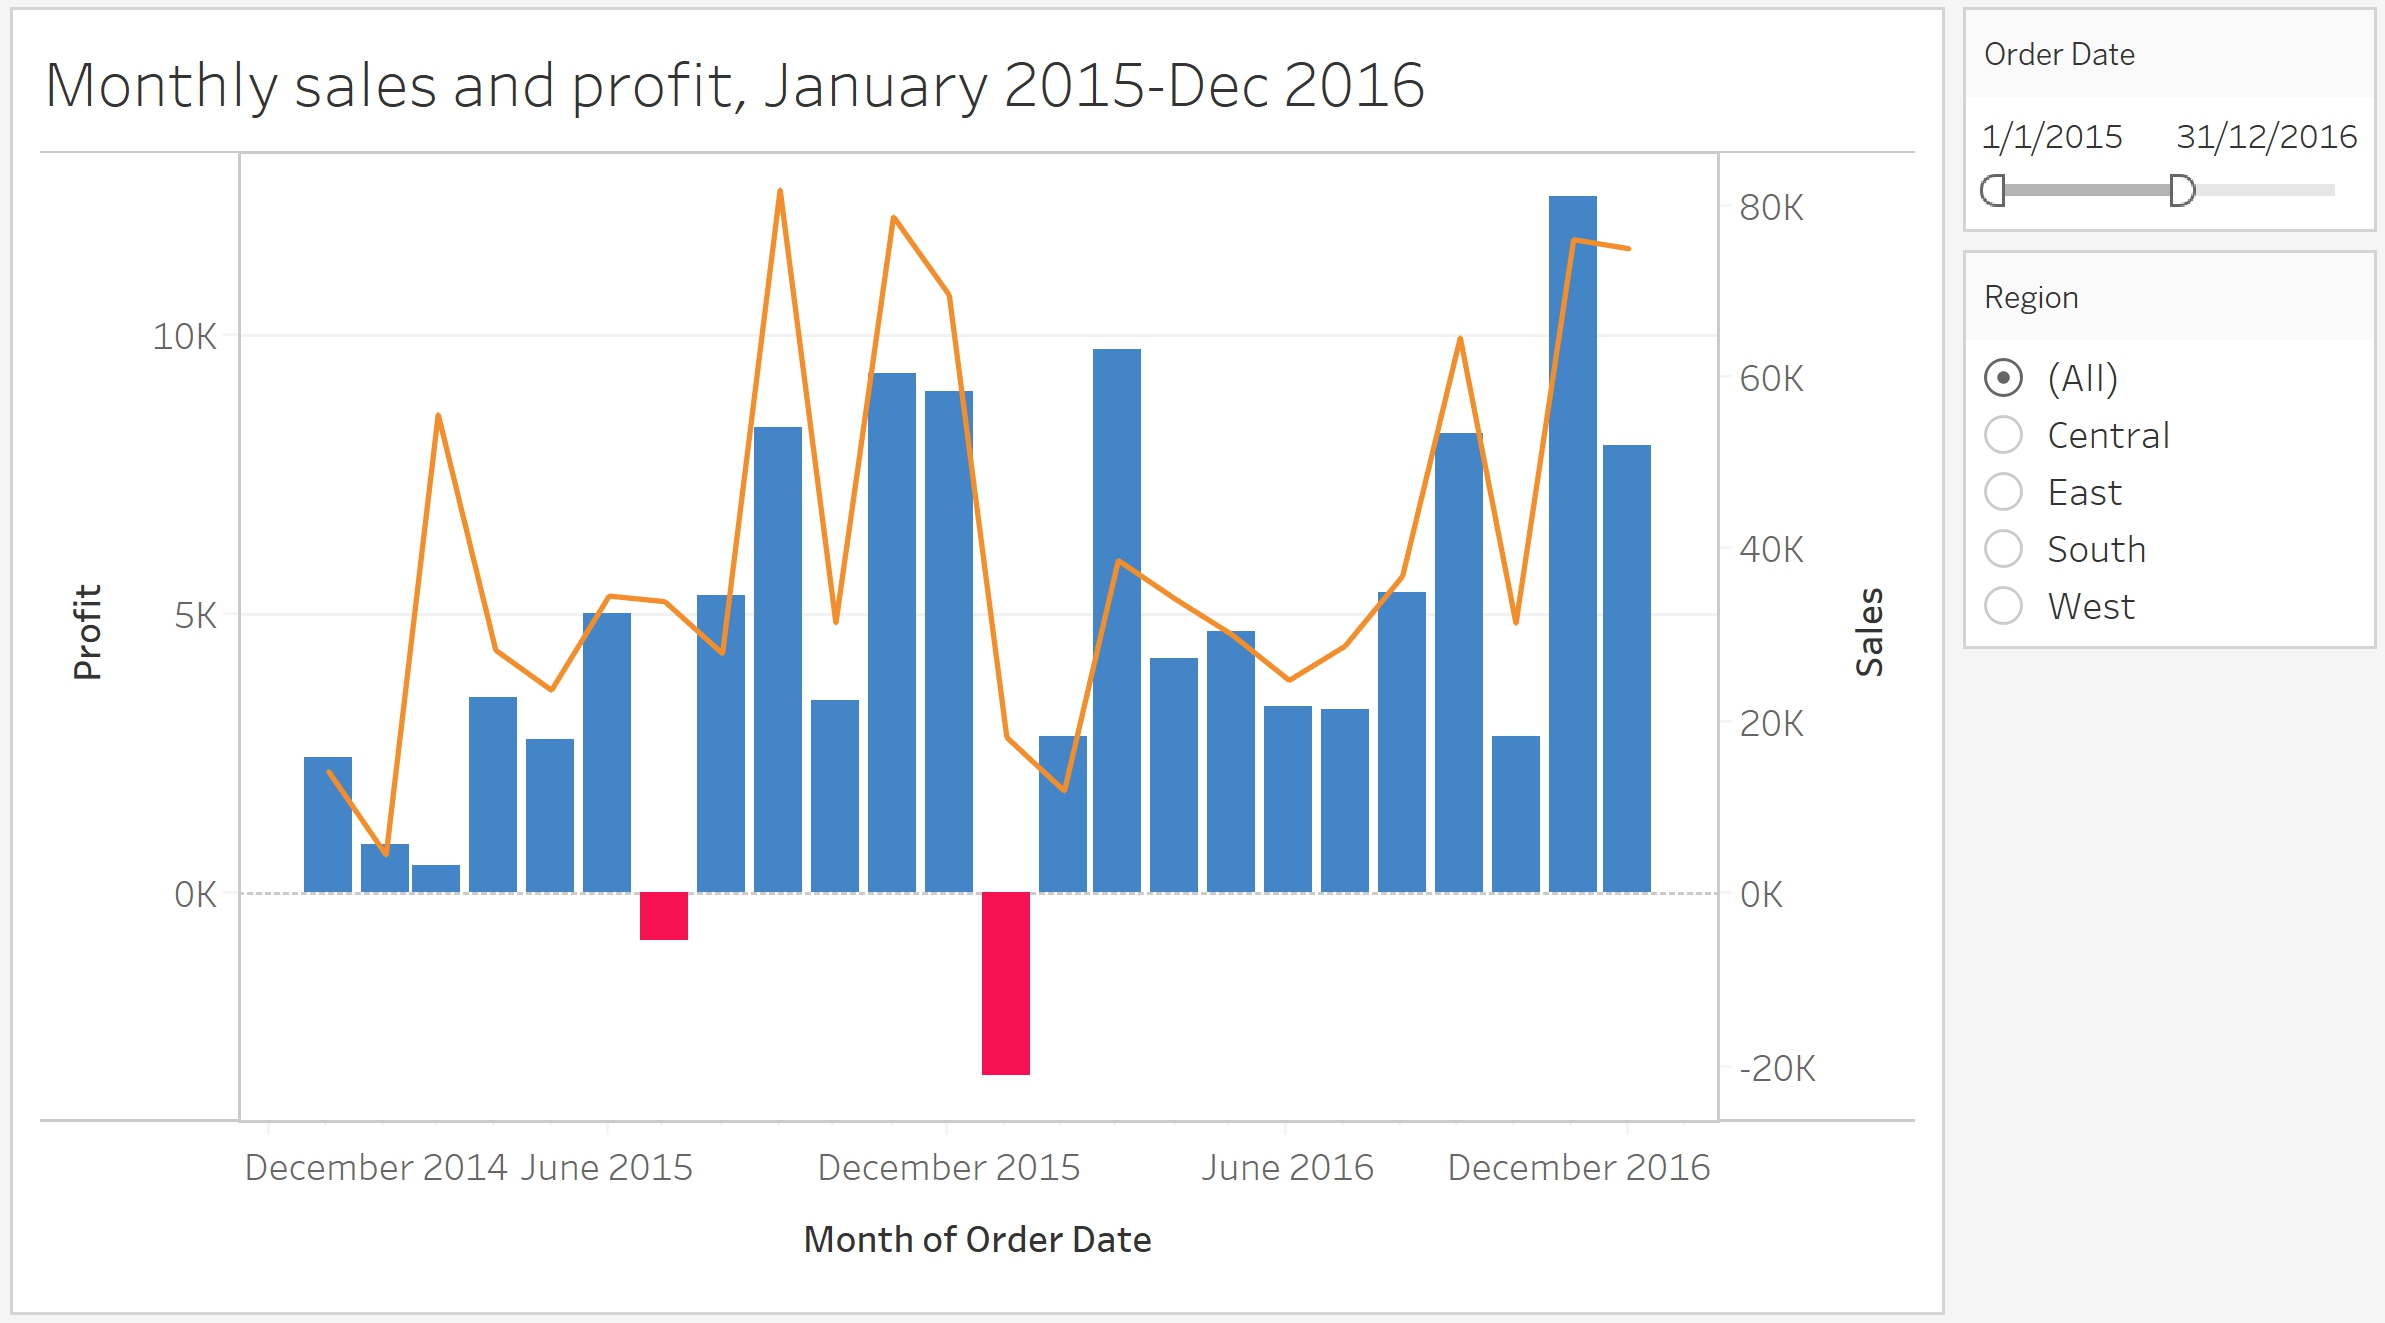 Monthly sales and profit, January 2015-Dec 2016
Profit
10K
5K
0K
80K
60K
40K
20K
0K
-20K
Sales
December 2014 June 2015 December 2015 June 2016 December 2016
Month of Order Date
Order Date
1/1/2015 31/12/2016
Region
(All)
Central
East
South
West